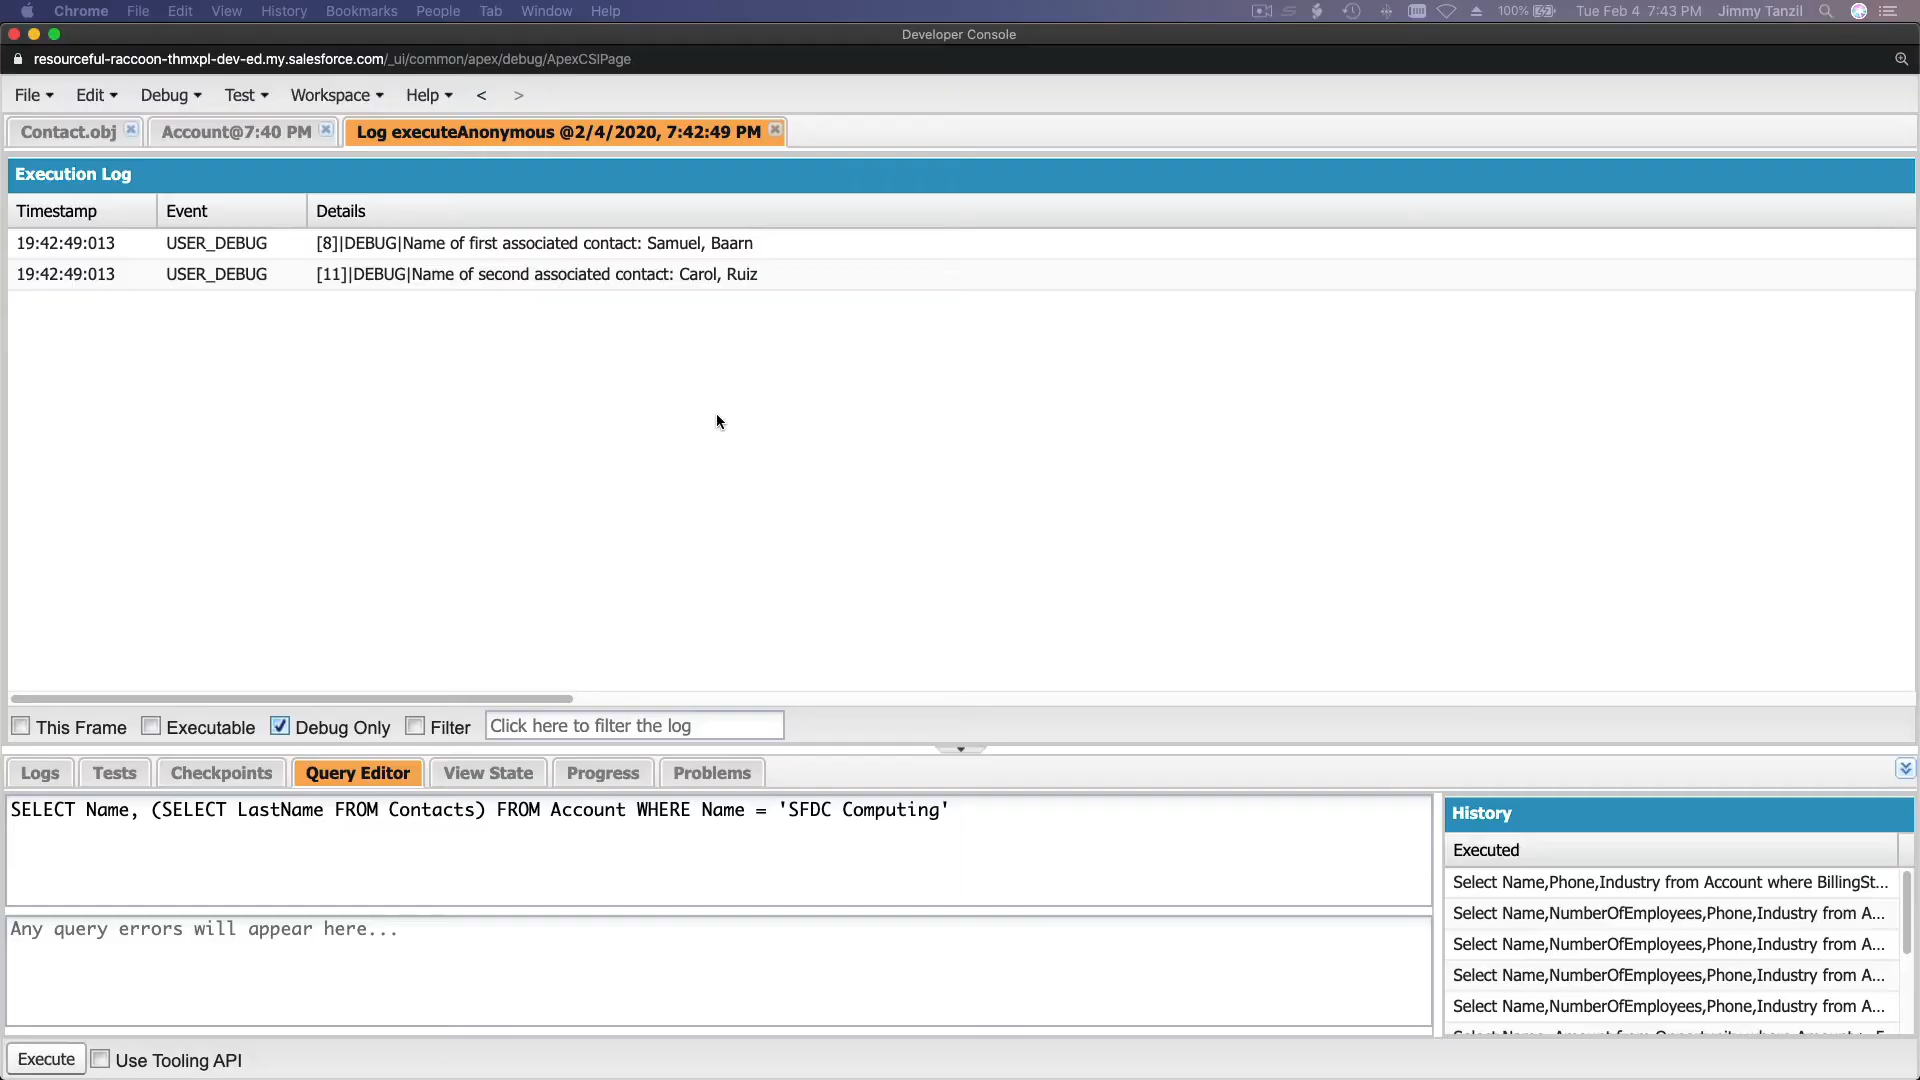 Chrome File Edit View History Bookmarks People Tab Window Help 100% Tue Feb 4 7:43 PM Jimmy Tanzil
Developer Console
resourceful-raccoon-thmxpl-dev-ed.my.salesforce.com/_ui/common/apex/debug/ApexCSIPage
File Edit Debug Test Workspace Help < >
Contact.obj Account@7:40 PM Log executeAnonymous @2/4/2020, 7:42:49 PM
Execution Log
Timestamp Event Details
19:42:49:013 USER_DEBUG [8]|DEBUG|Name of first associated contact: Samuel, Baarn
19:42:49:013 USER_DEBUG [11]|DEBUG|Name of second associated contact: Carol, Ruiz
This Frame Executable Debug Only Filter Click here to filter the log
Logs Tests Checkpoints Query Editor View State Progress Problems
SELECT Name, (SELECT LastName FROM Contacts) FROM Account WHERE Name = 'SFDC Computing'
Any query errors will appear here...
History
Executed
Select Name,Phone,Industry from Account where BillingSt...
Select Name,NumberOfEmployees,Phone,Industry from A...
Select Name,NumberOfEmployees,Phone,Industry from A...
Select Name,NumberOfEmployees,Phone,Industry from A...
Select Name,NumberOfEmployees,Phone,Industry from A...
Execute Use Tooling API